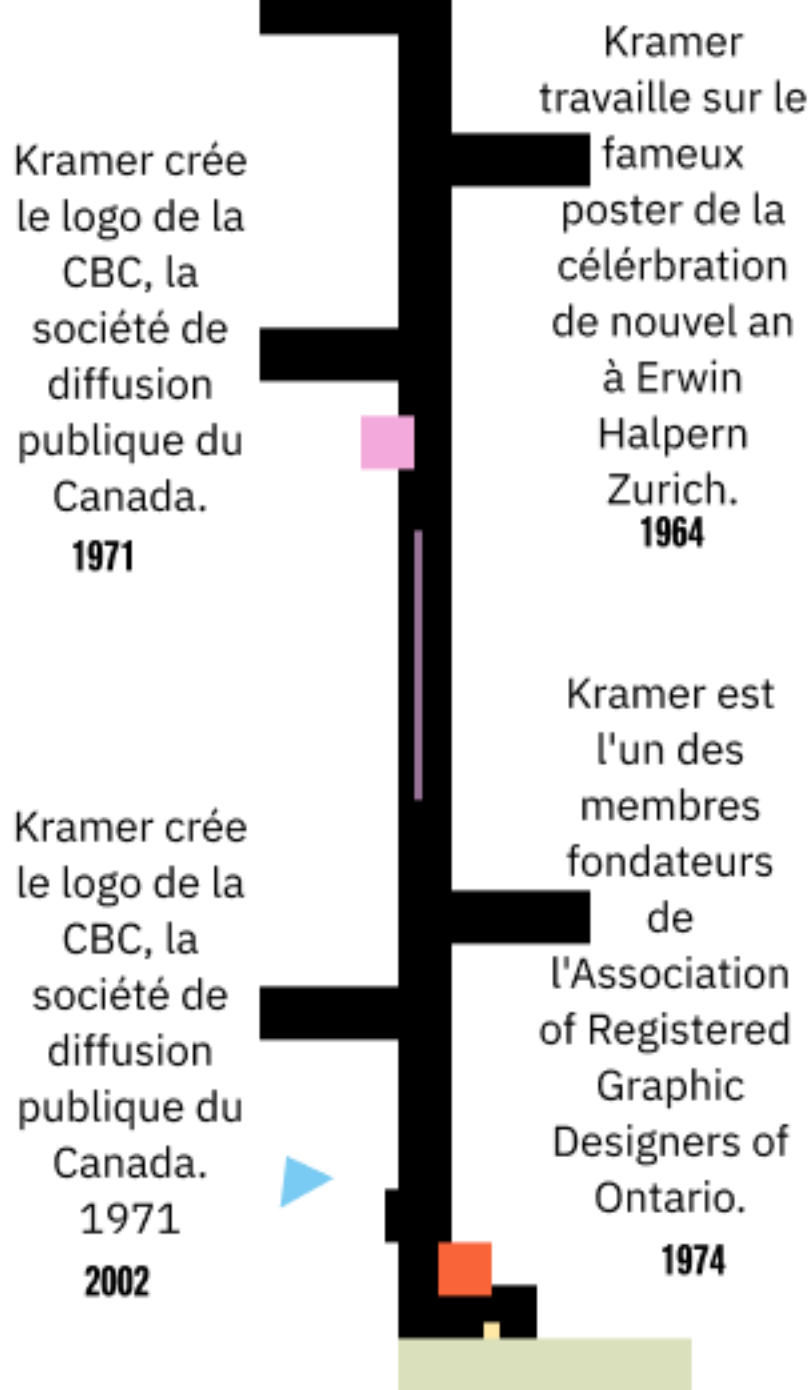 Kramer
travaille sur le
fameux
poster de la
célérbration
de nouvel an
à Erwin
Halpern
Zurich.
1964
Kramer crée
le logo de la
CBC, la
société de
diffusion
publique du
Canada.
1971
Kramer est
l'un des
membres
fondateurs
de
l'Association
of Registered
Graphic
Designers of
Ontario.
1974
Kramer crée
le logo de la
CBC, la
société de
diffusion
publique du
Canada.
1971
2002